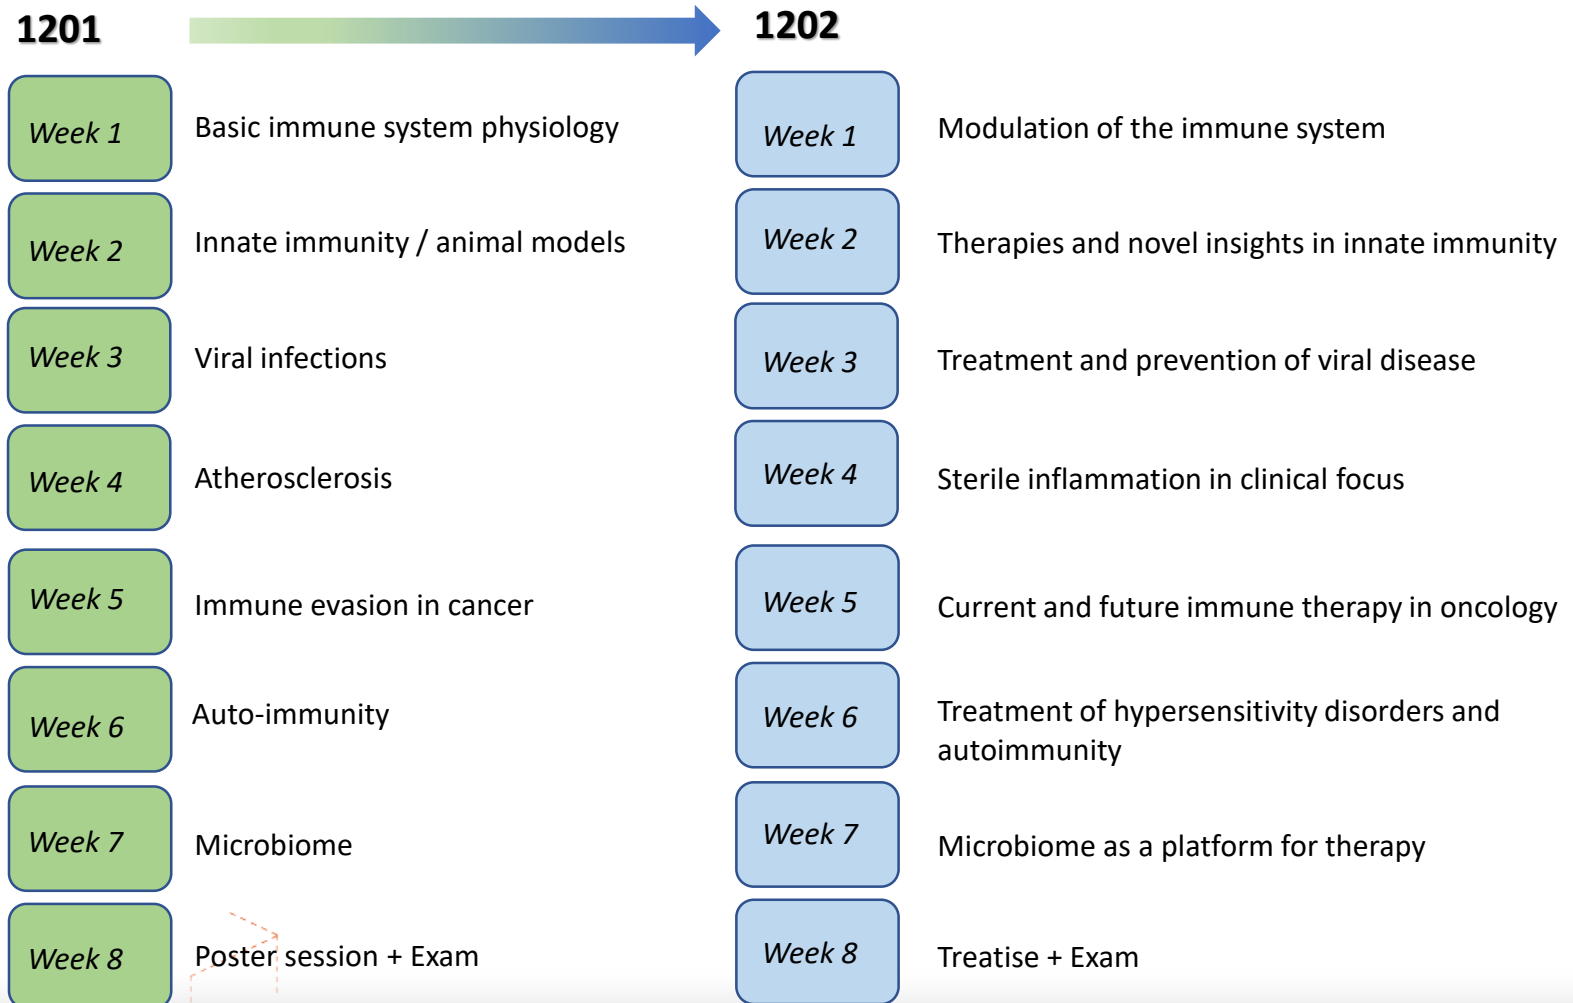 1201
1202
Week 1
Basic immune system physiology
Week 1
Modulation of the immune system
Week 2
Innate immunity / animal models
Week 2
Therapies and novel insights in innate immunity
Week 3
Viral infections
Week 3
Treatment and prevention of viral disease
Week 4
Atherosclerosis
Week 4
Sterile inflammation in clinical focus
Week 5
Immune evasion in cancer
Week 5
Current and future immune therapy in oncology
Week 6
Auto-immunity
Week 6
Treatment of hypersensitivity disorders and
autoimmunity
Week 7
Microbiome
Week 7
Microbiome as a platform for therapy
Week 8
Poster session + Exam
Week 8
Treatise + Exam